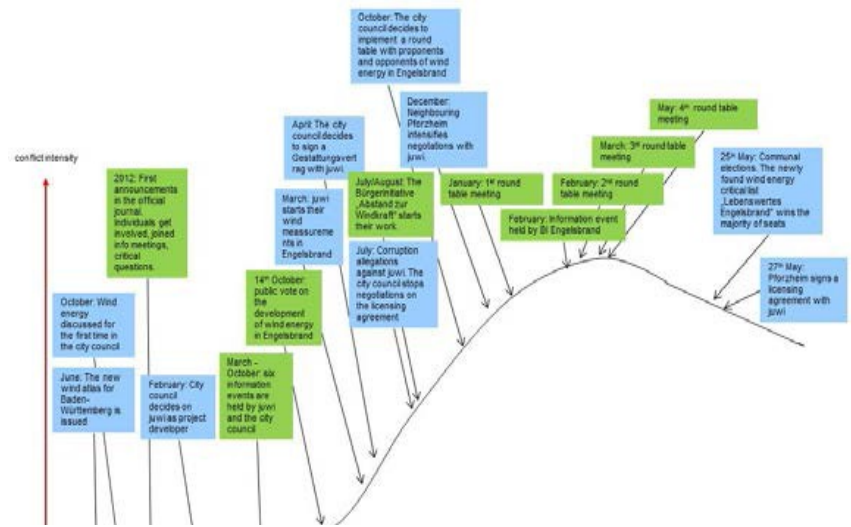 conflict intensity
October: Wind
energy
discussed for
the first time in
the city council
June: The new
wind atlas for
Baden-
Württemberg is
issued
2012: First
announcements
in the official
journal.
Individuals get
involved, joined
info meetings,
critical
questions.
February: City
council
decides on
juwi as project
developer
March -
October: six
information
events are
held by juwi
and the city
council
14th October:
public vote on
the
development
of wind energy
in Engelsbrand
March: juwi
starts their
wind
measureme
nts in
Engelsbrand
April: The city
council decides
to sign a
Gestattungsvert
rag with juwi.
July/August: The
Bürgerinitiative
„Abstand zur
Windkraft“ starts
their work
July: Corruption
allegations
against juwi. The
city council stops
negotiations on
the licensing
agreement
October: The city
council decides to
implement a round
table with proponents
and opponents of wind
energy in Engelsbrand
December:
Neighbouring
Pforzheim
intensifies
negotiations with
juwi.
January: 1st round
table meeting
February: Information event
held by BI Engelsbrand
February: 2nd round
table meeting
March: 3rd round table
meeting
May: 4th round table
meeting
25th May: Communal
elections. The newly
found wind energy
critical list
„Lebenswertes
Engelsbrand“ wins the
majority of seats
27th May:
Pforzheim signs a
licensing
agreement with
juwi